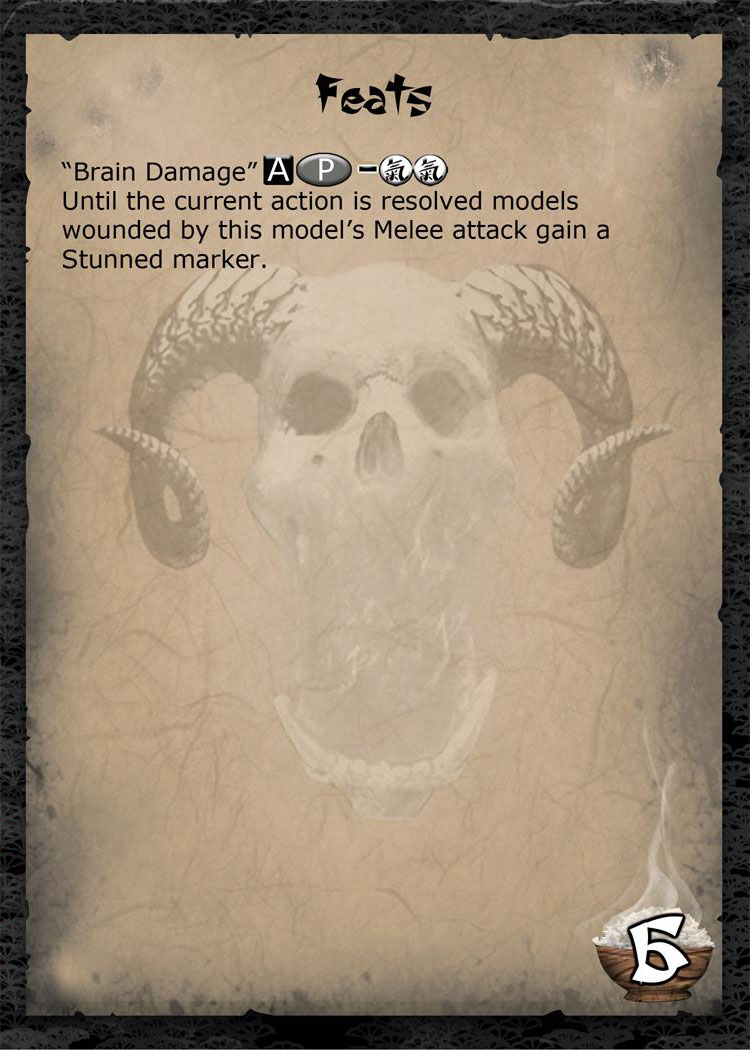 Feats
“Brain Damage” A P -氣氣
Until the current action is resolved models
wounded by this model’s Melee attack gain a
Stunned marker.
5